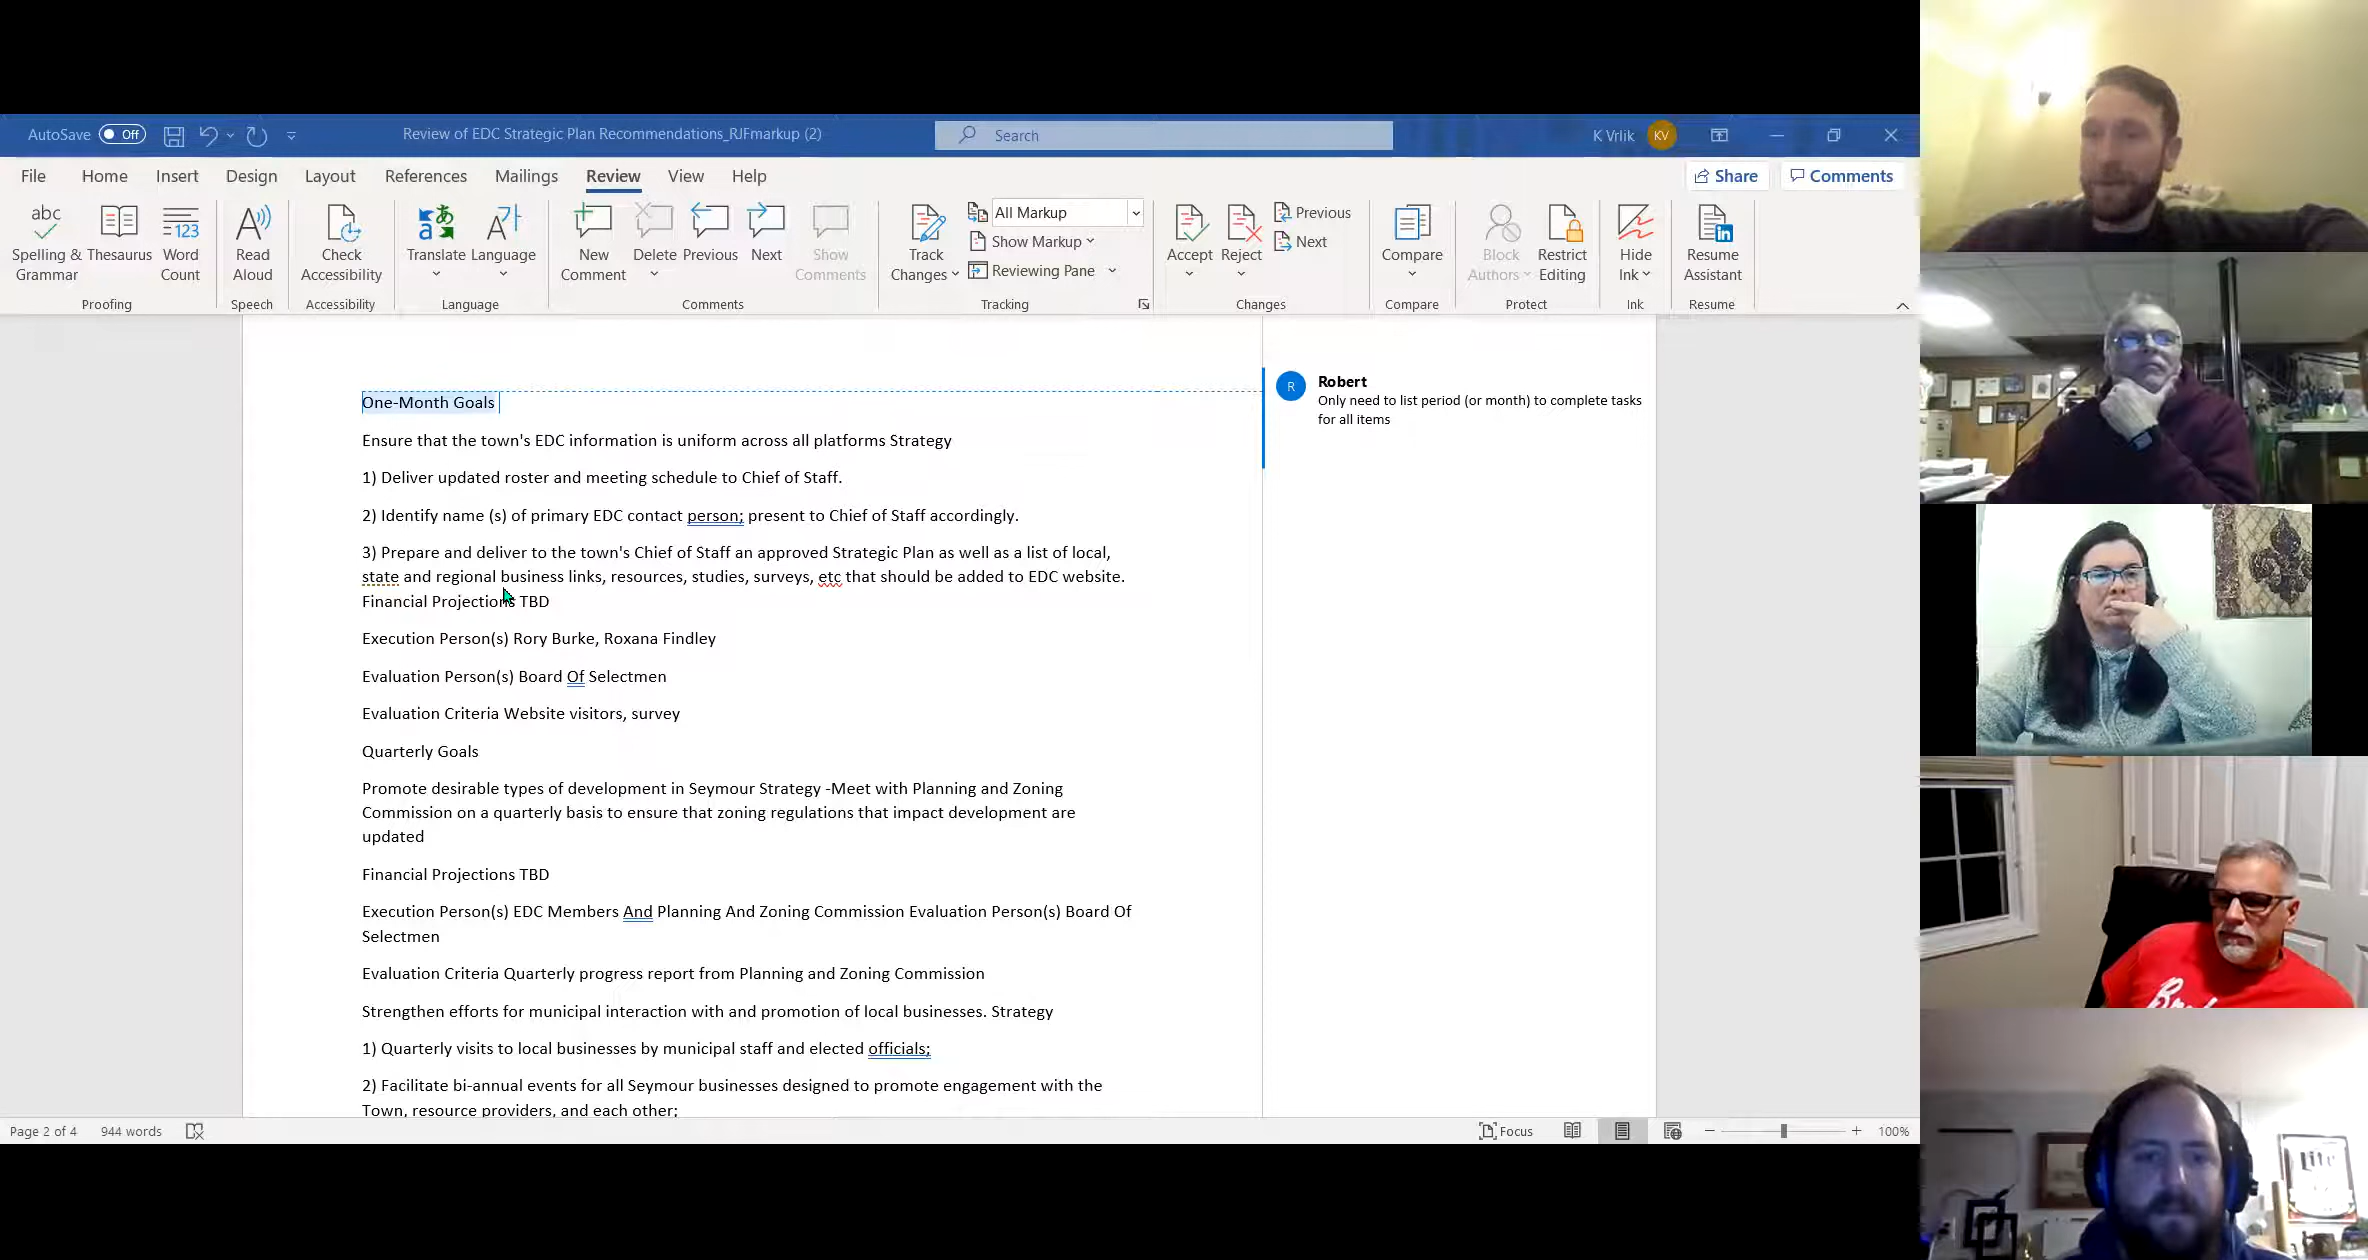 AutoSave Off Review of EDC Strategic Plan Recommendations_RJFmarkup (2) Search K Vrlik KV
File Home Insert Design Layout References Mailings Review View Help Share Comments
abc
Spelling & Grammar
Thesaurus
123
Word Count
Proofing
Read Aloud
Speech
Check Accessibility
Accessibility
Translate
Language
Language
New Comment
Delete
Previous
Next
Show Comments
Comments
Track Changes
All Markup
Show Markup
Reviewing Pane
Tracking
Accept
Reject
Previous
Next
Changes
Compare
Compare
Block Authors
Restrict Editing
Protect
Hide Ink
Ink
Resume Assistant
Resume
One-Month Goals
Ensure that the town's EDC information is uniform across all platforms Strategy
1) Deliver updated roster and meeting schedule to Chief of Staff.
2) Identify name (s) of primary EDC contact person; present to Chief of Staff accordingly.
3) Prepare and deliver to the town's Chief of Staff an approved Strategic Plan as well as a list of local,
state and regional business links, resources, studies, surveys, etc that should be added to EDC website.
Financial Projections TBD
Execution Person(s) Rory Burke, Roxana Findley
Evaluation Person(s) Board Of Selectmen
Evaluation Criteria Website visitors, survey
Quarterly Goals
Promote desirable types of development in Seymour Strategy -Meet with Planning and Zoning
Commission on a quarterly basis to ensure that zoning regulations that impact development are
updated
Financial Projections TBD
Execution Person(s) EDC Members And Planning And Zoning Commission Evaluation Person(s) Board Of
Selectmen
Evaluation Criteria Quarterly progress report from Planning and Zoning Commission
Strengthen efforts for municipal interaction with and promotion of local businesses. Strategy
1) Quarterly visits to local businesses by municipal staff and elected officials;
2) Facilitate bi-annual events for all Seymour businesses designed to promote engagement with the
Town, resource providers, and each other;
R Robert
Only need to list period (or month) to complete tasks
for all items
Page 2 of 4 944 words Focus 100%